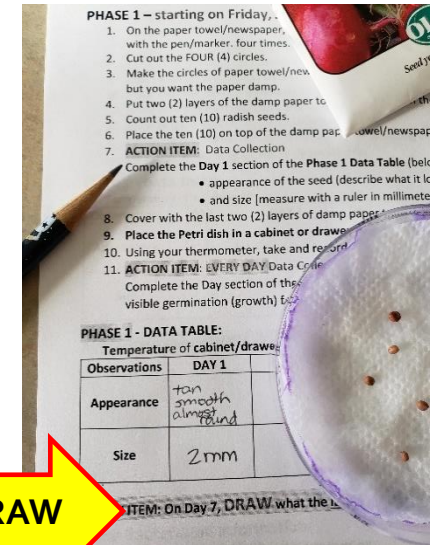 PHASE 1 – starting on Friday,
1. On the paper towel/newspaper,
with the pen/marker. four times.
2. Cut out the FOUR (4) circles.
3. Make the circles of paper towel/new
but you want the paper damp.
4. Put two (2) layers of the damp paper to
5. Count out ten (10) radish seeds.
6. Place the ten (10) on top of the damp pap towel/newspap
7. ACTION ITEM: Data Collection
Complete the Day 1 section of the Phase 1 Data Table (belo
• appearance of the seed (describe what it lo
• and size [measure with a ruler in millimete
8. Cover with the last two (2) layers of damp paper
9. Place the Petri dish in a cabinet or drawe
10. Using your thermometer, take and record
11. ACTION ITEM: EVERY DAY Data Colle
Complete the Day section of the
visible germination (growth) f
PHASE 1 - DATA TABLE:
Temperature of cabinet/drawe
Observations DAY 1
Appearance tan
smooth
almost
round
Size 2mm
RAW
ITEM: On Day 7, DRAW what the
Seed